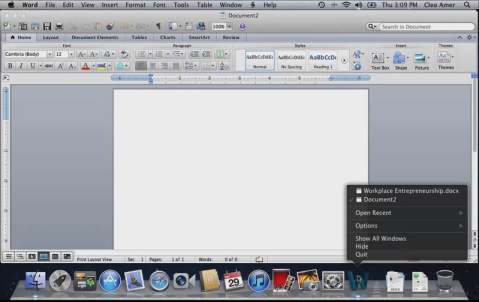 Word File Edit View Insert Format Font Tools Table Window Help Thu 3:09 PM Cleo Amer
Document2
100% Search in Document
Home Layout Document Elements Tables Charts SmartArt Review
Font Paragraph Styles Insert Themes
Cambria (Body) 12 A A Aa
AaBbCcDdEe AaBbCcDdEe AaBbCcDc
B I U ABC A A Normal No Spacing Heading 1 Text Box Shape Picture Themes
Workplace Entrepreneurship.docx
✓ Document2
Open Recent
Options
Show All Windows
Hide
Quit
Print Layout View Sec 1 Pages: 1 of 1 Words: 0 of 0
29
DOCX